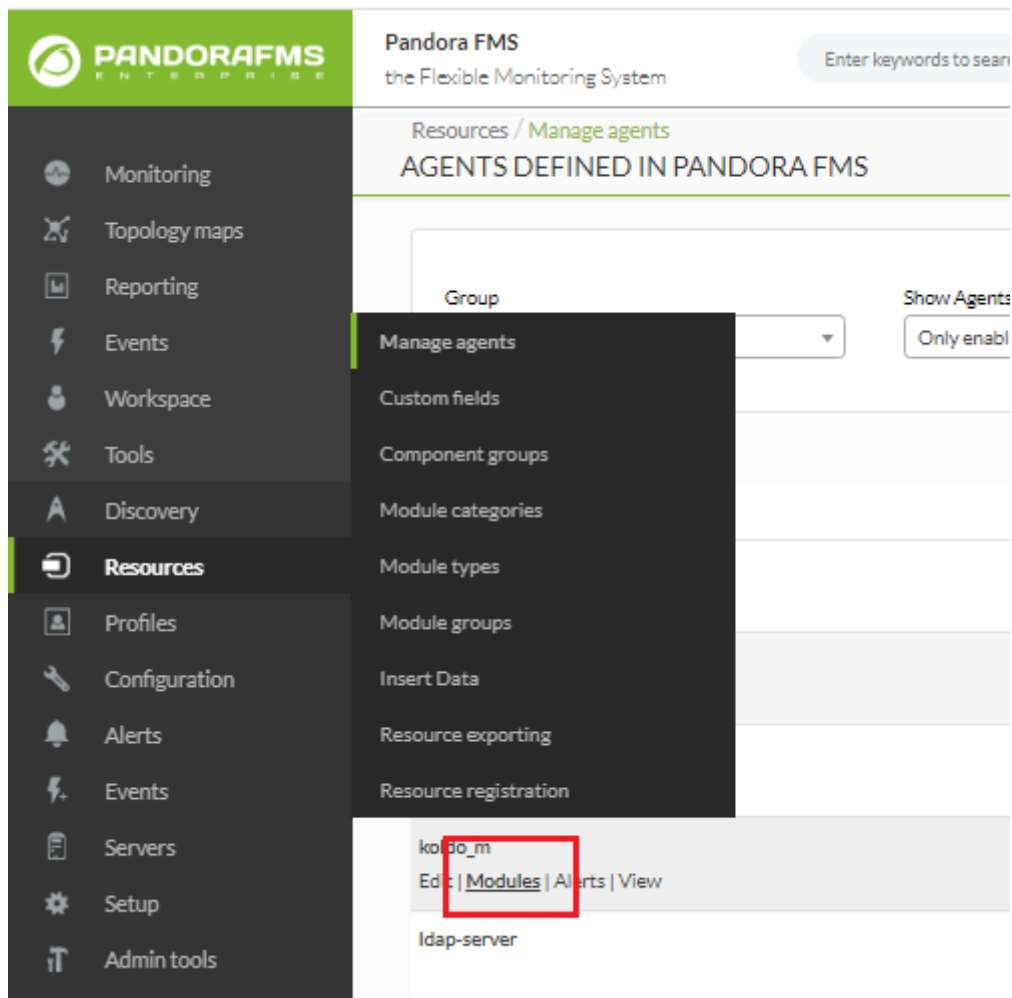 PANDORAFMS
ENTERPRISE
Pandora FMS
the Flexible Monitoring System
Enter keywords to sear
Resources / Manage agents
AGENTS DEFINED IN PANDORA FMS
Monitoring
Topology maps
Reporting
Events
Workspace
Tools
Discovery
Resources
Profiles
Configuration
Alerts
Events
Servers
Setup
Admin tools
Group
Show Agents
Only enabl
Manage agents
Custom fields
Component groups
Module categories
Module types
Module groups
Insert Data
Resource exporting
Resource registration
koldo_m
Edit | Modules | Alerts | View
ldap-server